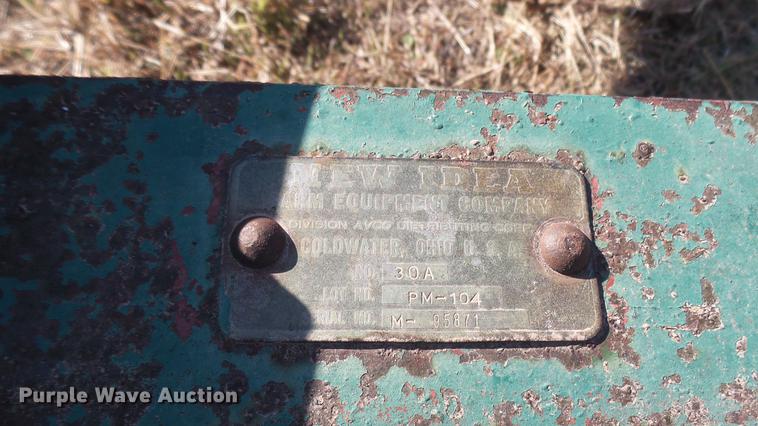 NEW IDEA
FARM EQUIPMENT COMPANY
DIVISION AVCO DISTRIBUTING CORP.
COLDWATER, OHIO U.S.A.
NO. 30A
LOT NO. PM-104
SERIAL NO. M- 95871
Purple Wave Auction